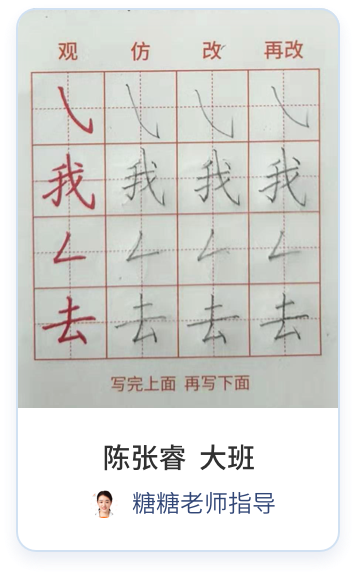 观 仿 改 再改
㇂ ㇂ ㇂ ㇂
我 我 我 我
𠃋 𠃋 𠃋 𠃋
去 去 去 去
写完上面 再写下面
陈张睿 大班
糖糖老师指导